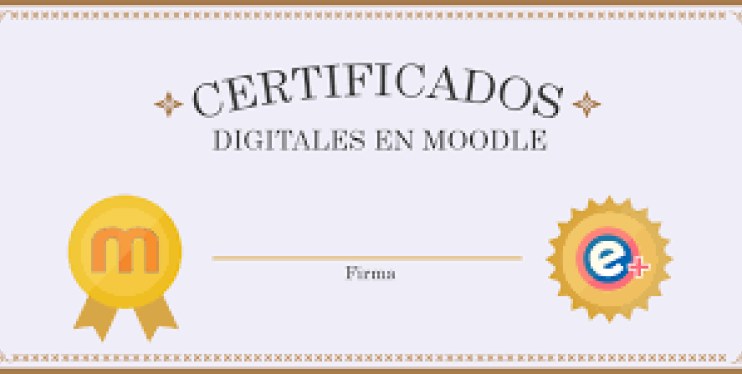 CERTIFICADOS
DIGITALES EN MOODLE
m
e+
Firma